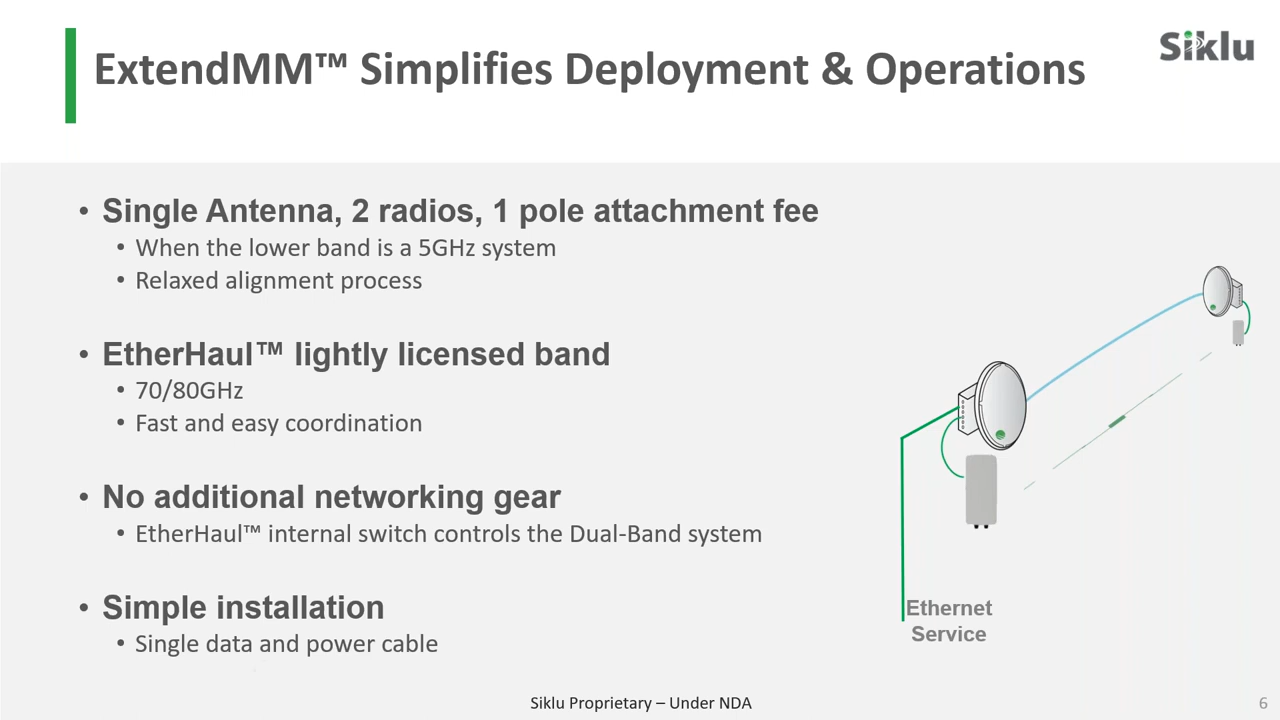 ExtendMM™ Simplifies Deployment & Operations
Siklu
• Single Antenna, 2 radios, 1 pole attachment fee
• When the lower band is a 5GHz system
• Relaxed alignment process
• EtherHaul™ lightly licensed band
• 70/80GHz
• Fast and easy coordination
• No additional networking gear
• EtherHaul™ internal switch controls the Dual-Band system
• Simple installation
• Single data and power cable
Ethernet
Service
Siklu Proprietary – Under NDA
6